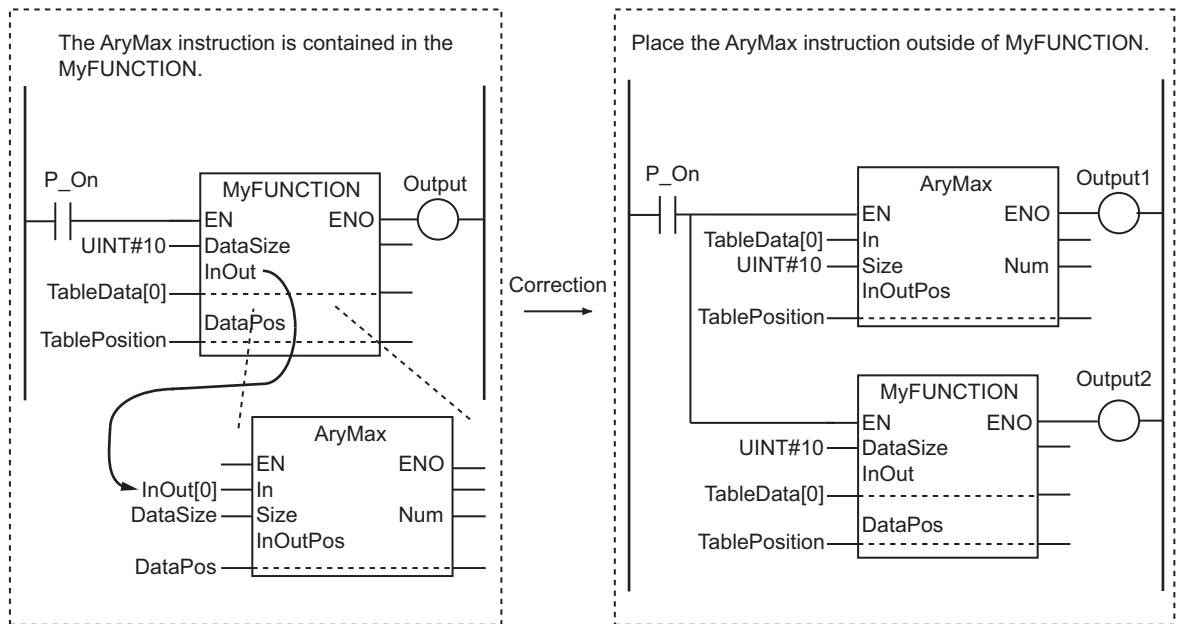 The AryMax instruction is contained in the
MyFUNCTION.
P_On
MyFUNCTION
Output
EN
ENO
UINT#10
DataSize
InOut
TableData[0]
DataPos
TablePosition
AryMax
EN
ENO
InOut[0]
In
DataSize
Size
Num
InOutPos
DataPos
Correction
Place the AryMax instruction outside of MyFUNCTION.
P_On
AryMax
Output1
EN
ENO
TableData[0]
In
UINT#10
Size
Num
InOutPos
TablePosition
MyFUNCTION
Output2
EN
ENO
UINT#10
DataSize
InOut
TableData[0]
DataPos
TablePosition